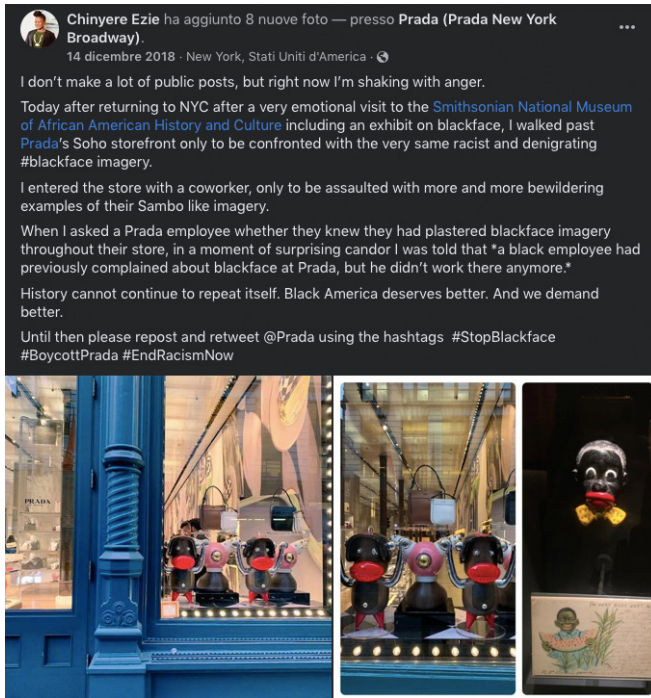 Chinyere Ezie ha aggiunto 8 nuove foto — presso Prada (Prada New York
Broadway).
14 dicembre 2018 · New York, Stati Uniti d'America ·
I don't make a lot of public posts, but right now I'm shaking with anger.
Today after returning to NYC after a very emotional visit to the Smithsonian National Museum
of African American History and Culture including an exhibit on blackface, I walked past
Prada's Soho storefront only to be confronted with the very same racist and denigrating
#blackface imagery.
I entered the store with a coworker, only to be assaulted with more and more bewildering
examples of their Sambo like imagery.
When I asked a Prada employee whether they knew they had plastered blackface imagery
throughout their store, in a moment of surprising candor I was told that *a black employee had
previously complained about blackface at Prada, but he didn't work there anymore.*
History cannot continue to repeat itself. Black America deserves better. And we demand
better.
Until then please repost and retweet @Prada using the hashtags #StopBlackface
#BoycottPrada #EndRacismNow
PRADA